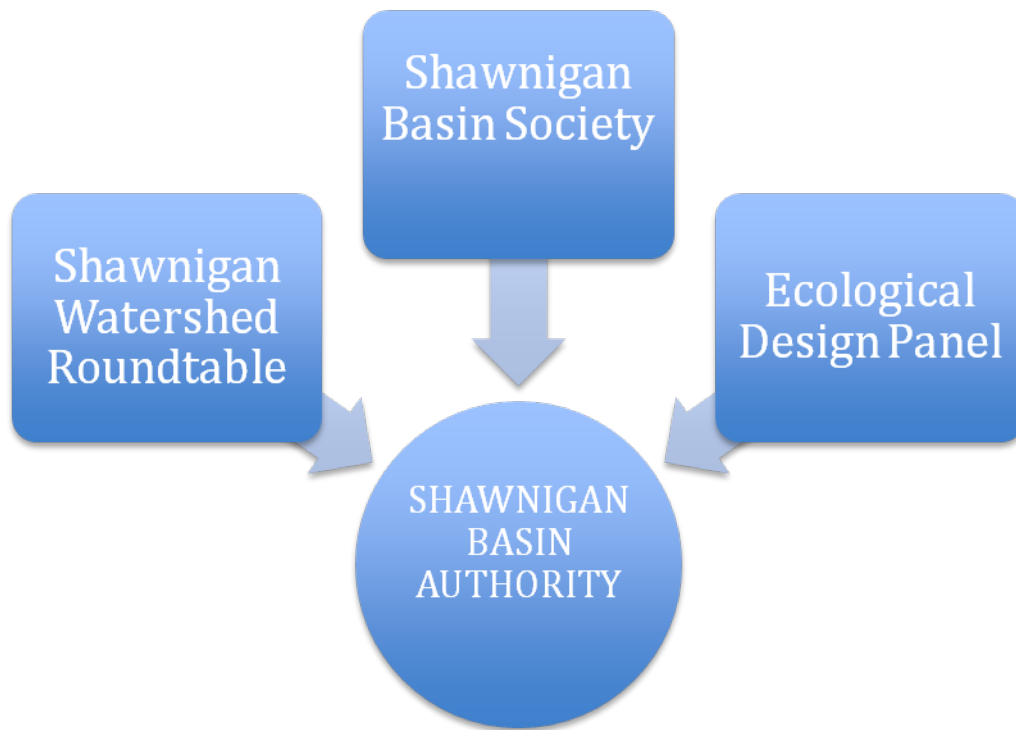 Shawnigan
Basin Society
Shawnigan
Watershed
Roundtable
Ecological
Design Panel
SHAWNIGAN
BASIN
AUTHORITY